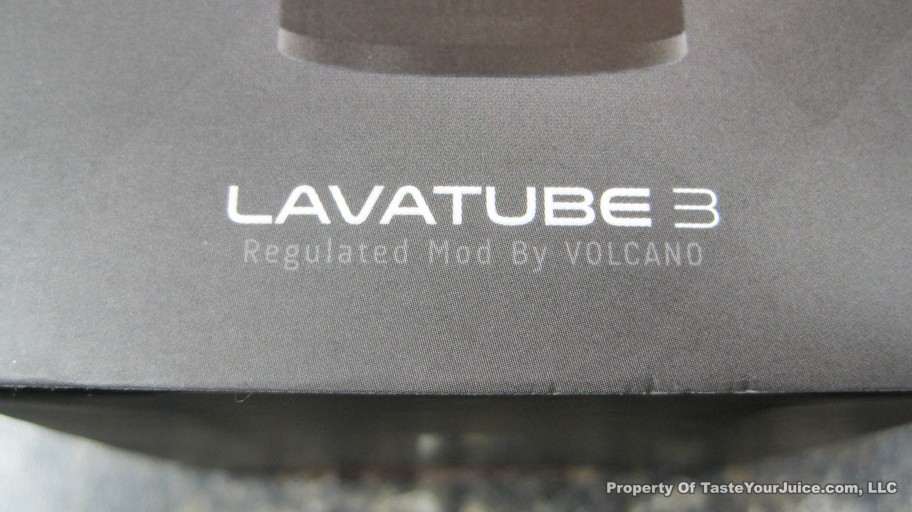 LAVATUBE 3
Regulated Mod By VOLCANO
Property Of TasteYourJuice.com, LLC